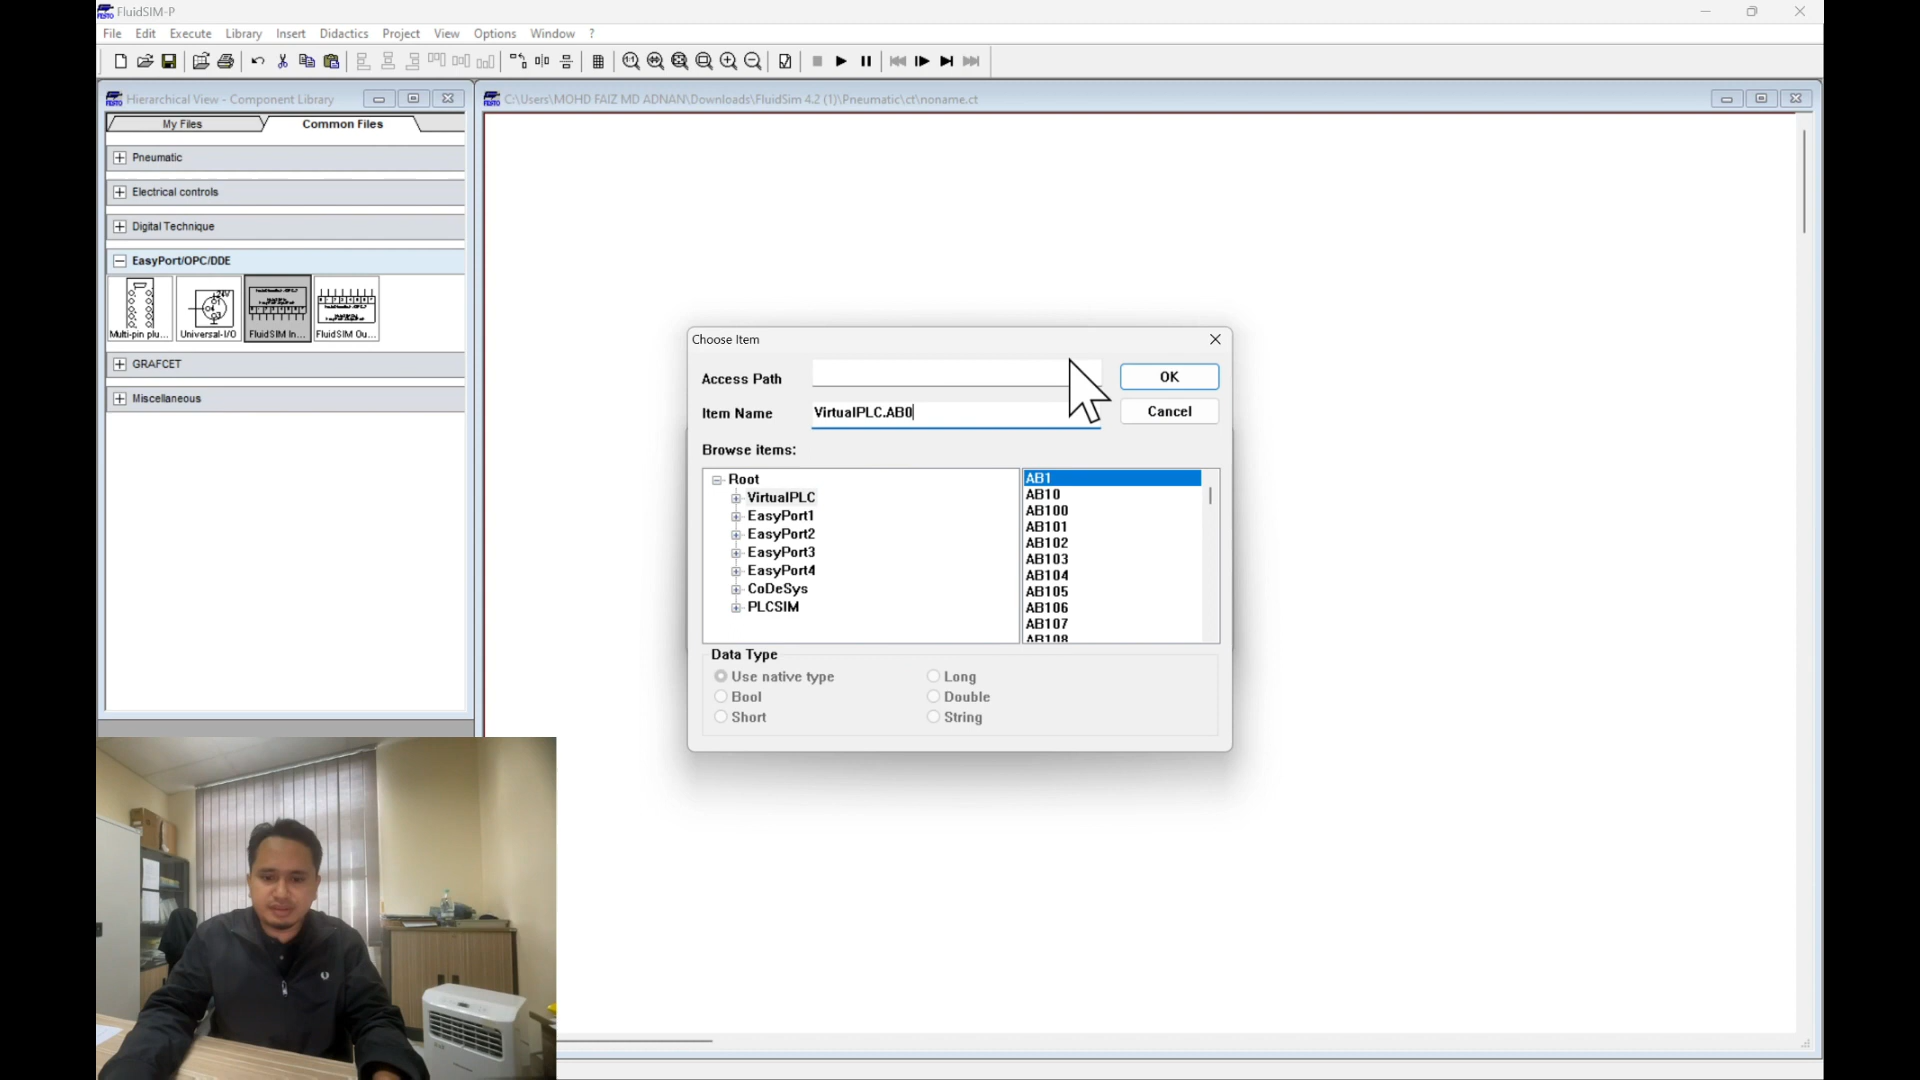 FluidSIM-P
File Edit Execute Library Insert Didactics Project View Options Window ?
Hierarchical View - Component Library
My Files Common Files
Pneumatic
Electrical controls
Digital Technique
EasyPort/OPC/DDE
Multi-pin plu... Universal-I/O FluidSIM In... FluidSIM Ou...
GRAFCET
Miscellaneous
C:\Users\MOHD FAIZ MD ADNAN\Downloads\FluidSim 4.2 (1)\Pneumatic\ct\noname.ct
Choose Item
Access Path
OK
Item Name VirtualPLC.AB0
Cancel
Browse items:
Root
VirtualPLC
EasyPort1
EasyPort2
EasyPort3
EasyPort4
CoDeSys
PLCSIM
AB1
AB10
AB100
AB101
AB102
AB103
AB104
AB105
AB106
AB107
AB108
Data Type
Use native type Long
Bool Double
Short String